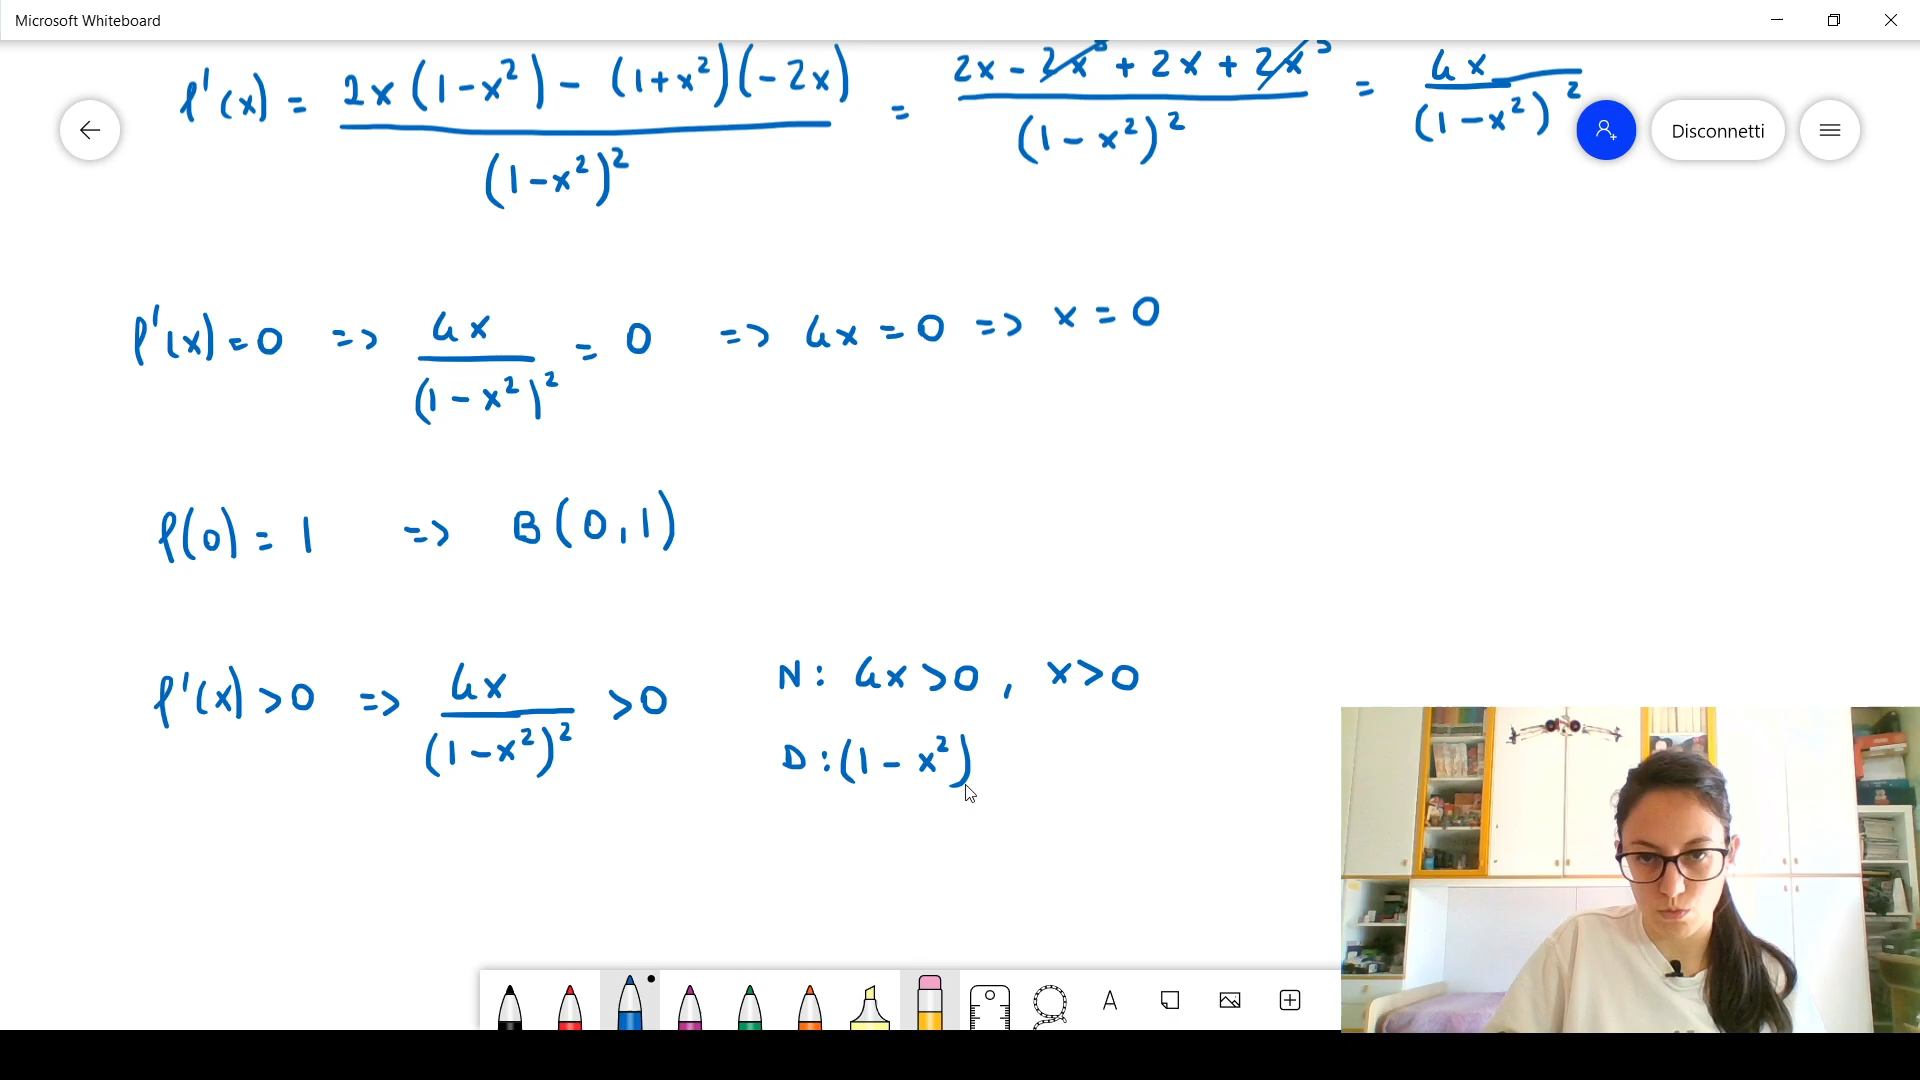 Microsoft Whiteboard
f'(x) = 2x(1-x²) - (1+x²)(-2x) / (1-x²)² = 2x - 2x³ + 2x + 2x³ / (1-x²)² = 4x / (1-x²)²
Disconnetti
f'(x) = 0 => 4x / (1-x²)² = 0 => 4x = 0 => x = 0
f(0) = 1 => B(0,1)
f'(x) > 0 => 4x / (1-x²)² > 0
N: 4x > 0, x > 0
D: (1-x²)